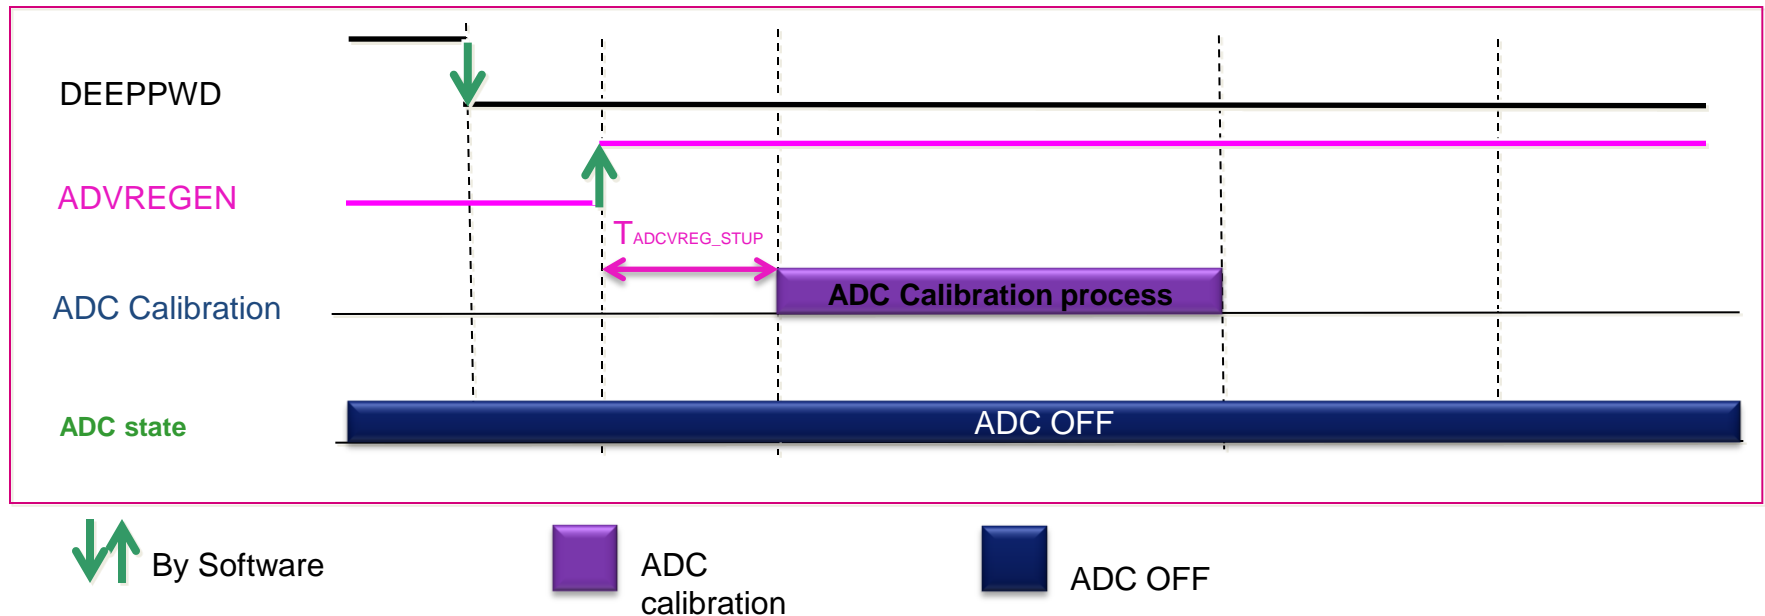 DEEPPWD
ADVREGEN
TADCVREG_STUP
ADC Calibration
ADC Calibration process
ADC state
ADC OFF
By Software
ADC
calibration
ADC OFF